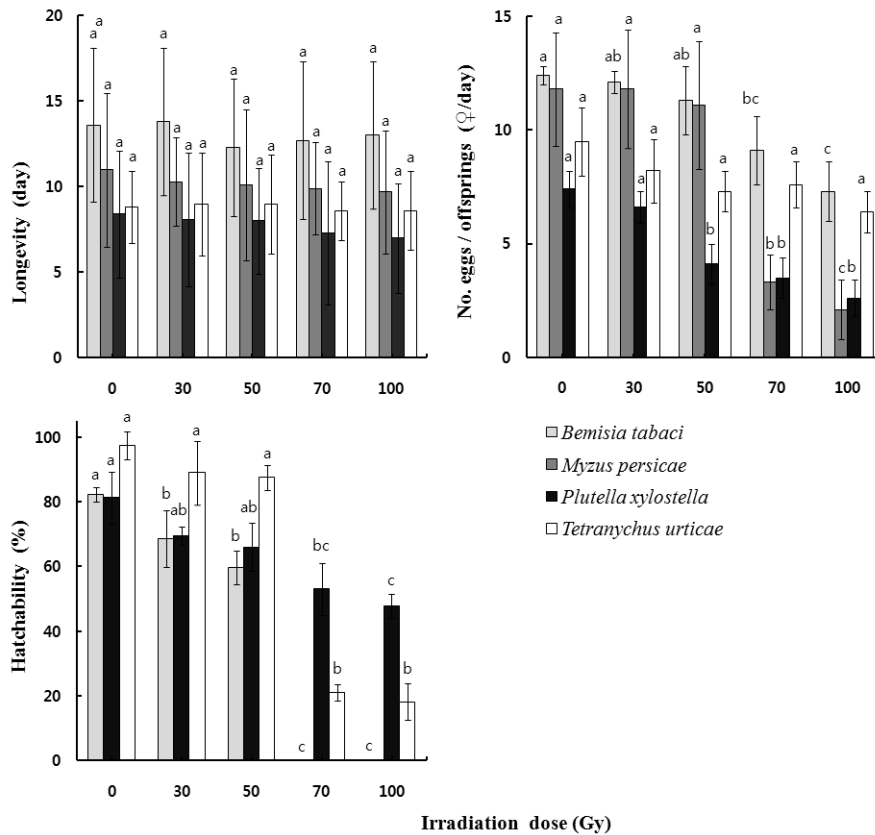 Longevity (day)
20
15
10
5
0
a a a a a
a a a a
a a a a
a a a a
a a a a
0 30 50 70 100
No. eggs / offsprings (♀/day)
15
10
5
0
a a a a
ab a a a
ab a b a
bc b b a
c c b a
0 30 50 70 100
Hatchability (%)
100
80
60
40
20
0
a a a
b ab a
b ab a
c bc b
c c b
0 30 50 70 100
Bemisia tabaci
Myzus persicae
Plutella xylostella
Tetranychus urticae
Irradiation dose (Gy)